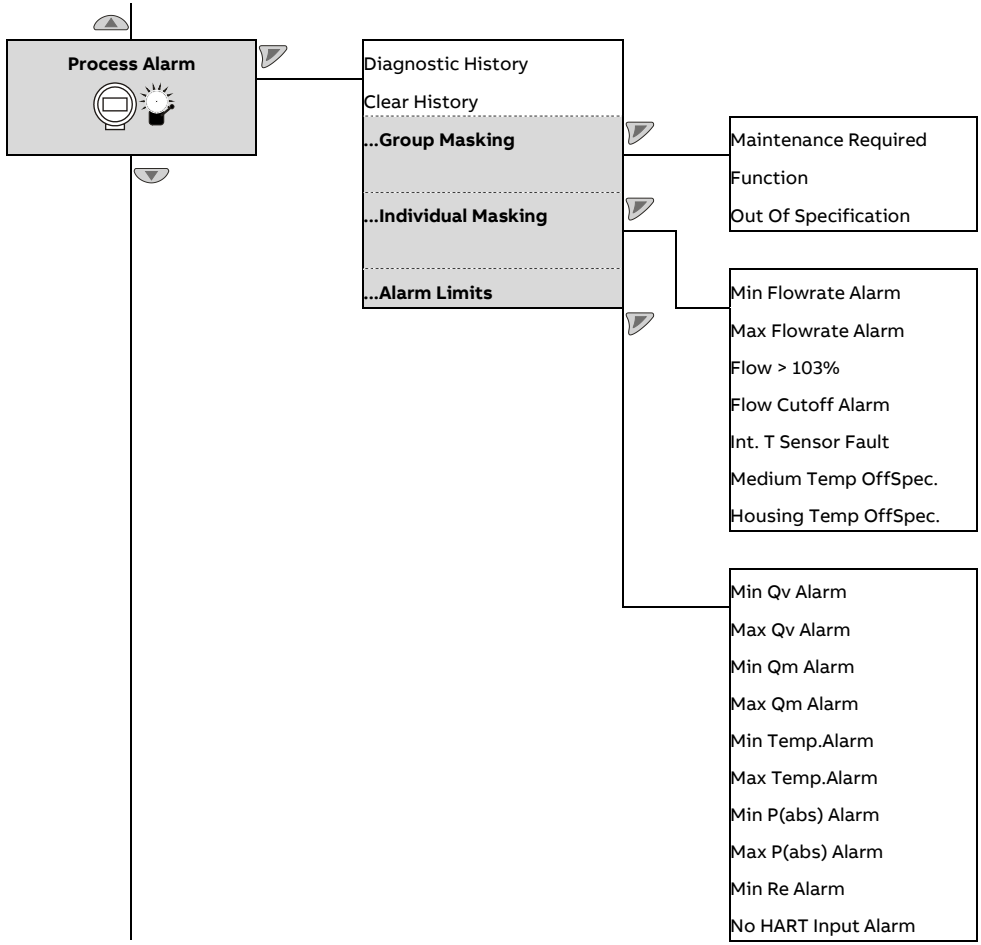 Process Alarm
Diagnostic History
Clear History
...Group Masking
...Individual Masking
...Alarm Limits
Maintenance Required
Function
Out Of Specification
Min Flowrate Alarm
Max Flowrate Alarm
Flow > 103%
Flow Cutoff Alarm
Int. T Sensor Fault
Medium Temp OffSpec.
Housing Temp OffSpec.
Min Qv Alarm
Max Qv Alarm
Min Qm Alarm
Max Qm Alarm
Min Temp.Alarm
Max Temp.Alarm
Min P(abs) Alarm
Max P(abs) Alarm
Min Re Alarm
No HART Input Alarm